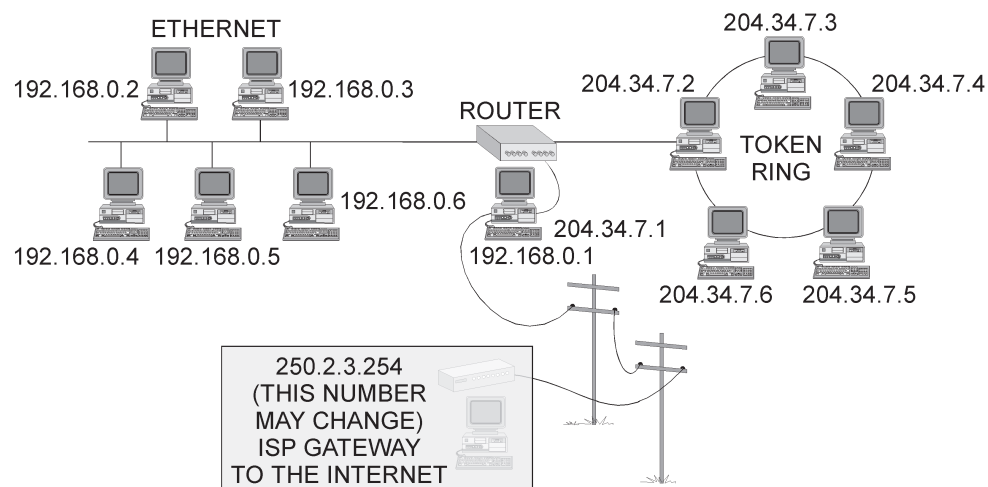 ETHERNET
192.168.0.2
192.168.0.3
192.168.0.4
192.168.0.5
192.168.0.6
ROUTER
204.34.7.1
192.168.0.1
204.34.7.3
204.34.7.2
204.34.7.4
TOKEN
RING
204.34.7.6
204.34.7.5
250.2.3.254
(THIS NUMBER
MAY CHANGE)
ISP GATEWAY
TO THE INTERNET